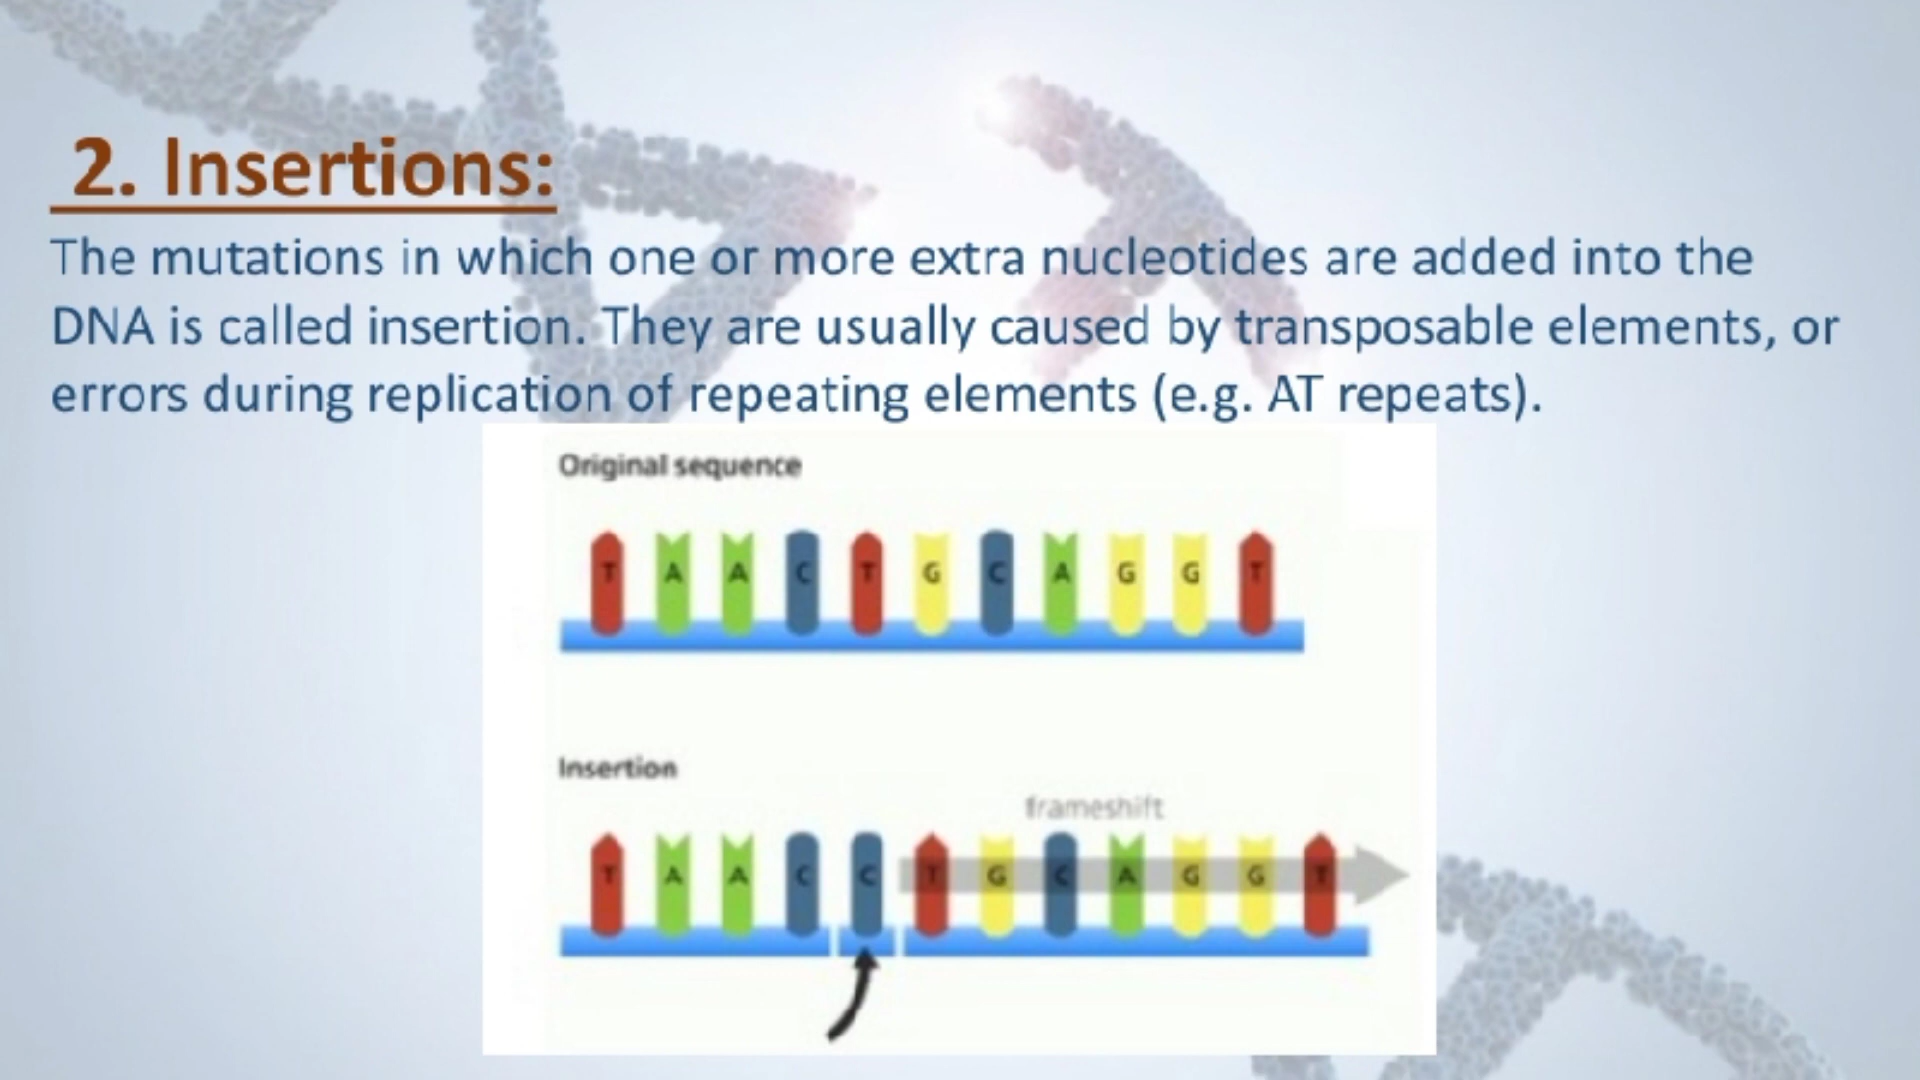 2. Insertions:
The mutations in which one or more extra nucleotides are added into the
DNA is called insertion. They are usually caused by transposable elements, or
errors during replication of repeating elements (e.g. AT repeats).
Original sequence
T A A C T G C A G G T
Insertion
frameshift
T A A C C T G C A G G T